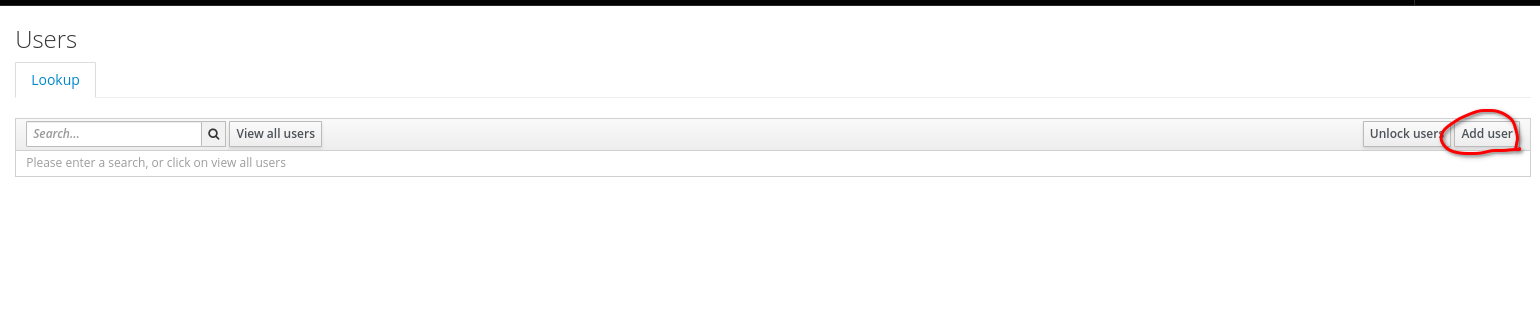 Users
Lookup
Search... View all users Unlock users Add user
Please enter a search, or click on view all users